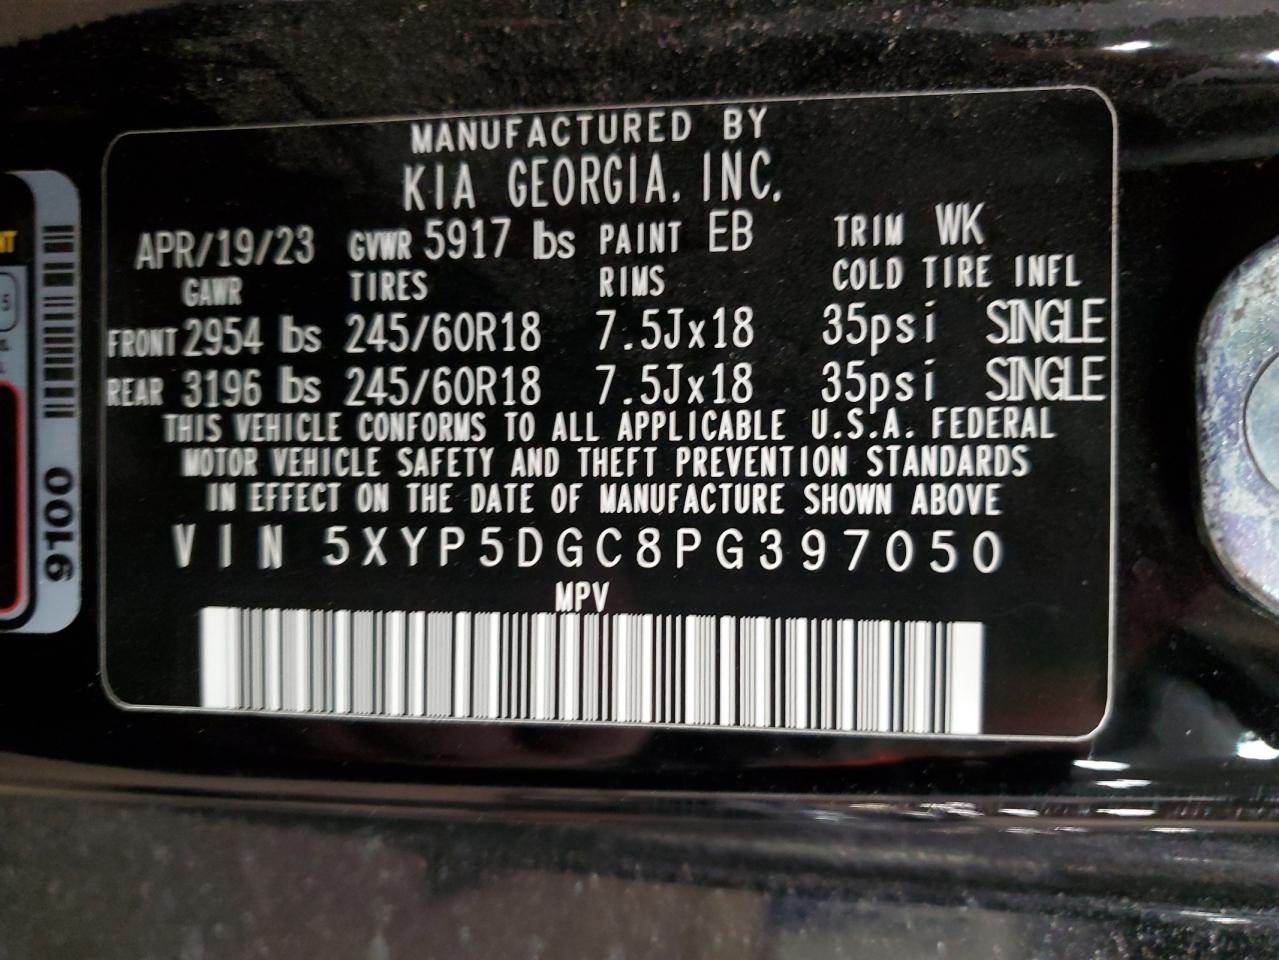 MANUFACTURED BY
KIA GEORGIA, INC.
APR/19/23 GVWR 5917 lbs PAINT EB TRIM WK
GAWR TIRES RIMS COLD TIRE INFL
FRONT 2954 lbs 245/60R18 7.5Jx18 35psi SINGLE
REAR 3196 lbs 245/60R18 7.5Jx18 35psi SINGLE
THIS VEHICLE CONFORMS TO ALL APPLICABLE U.S.A. FEDERAL
MOTOR VEHICLE SAFETY AND THEFT PREVENTION STANDARDS
IN EFFECT ON THE DATE OF MANUFACTURE SHOWN ABOVE
VIN 5XYP5DGC8PG397050
MPV
9100